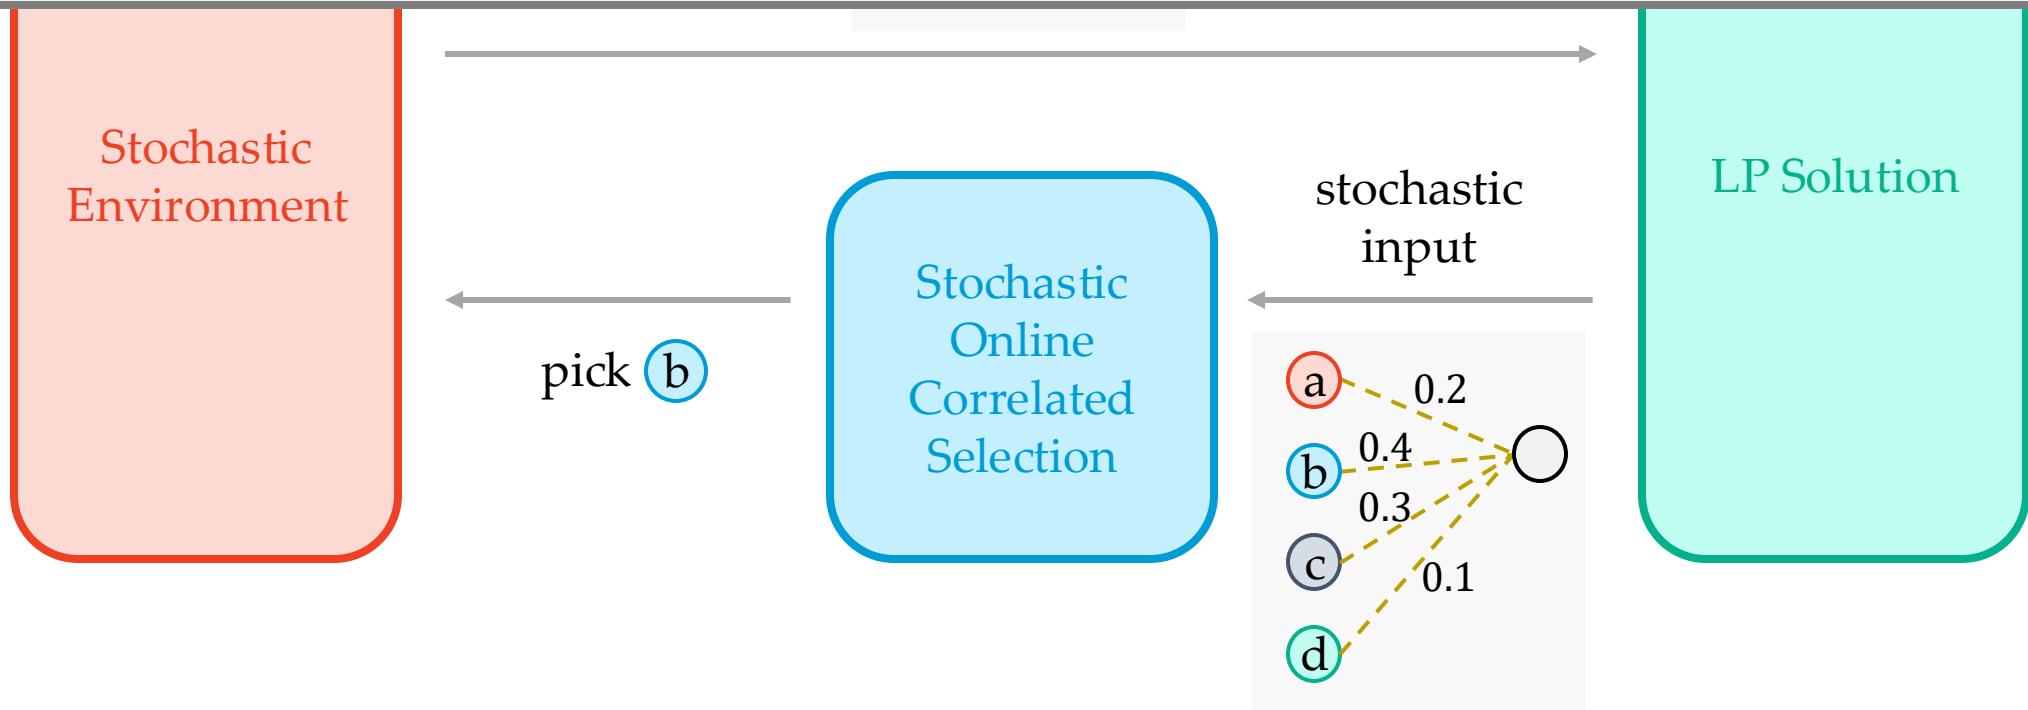 Stochastic
Environment
pick b
Stochastic
Online
Correlated
Selection
stochastic
input
a
0.2
b
0.4
0.3
c
0.1
d
LP Solution